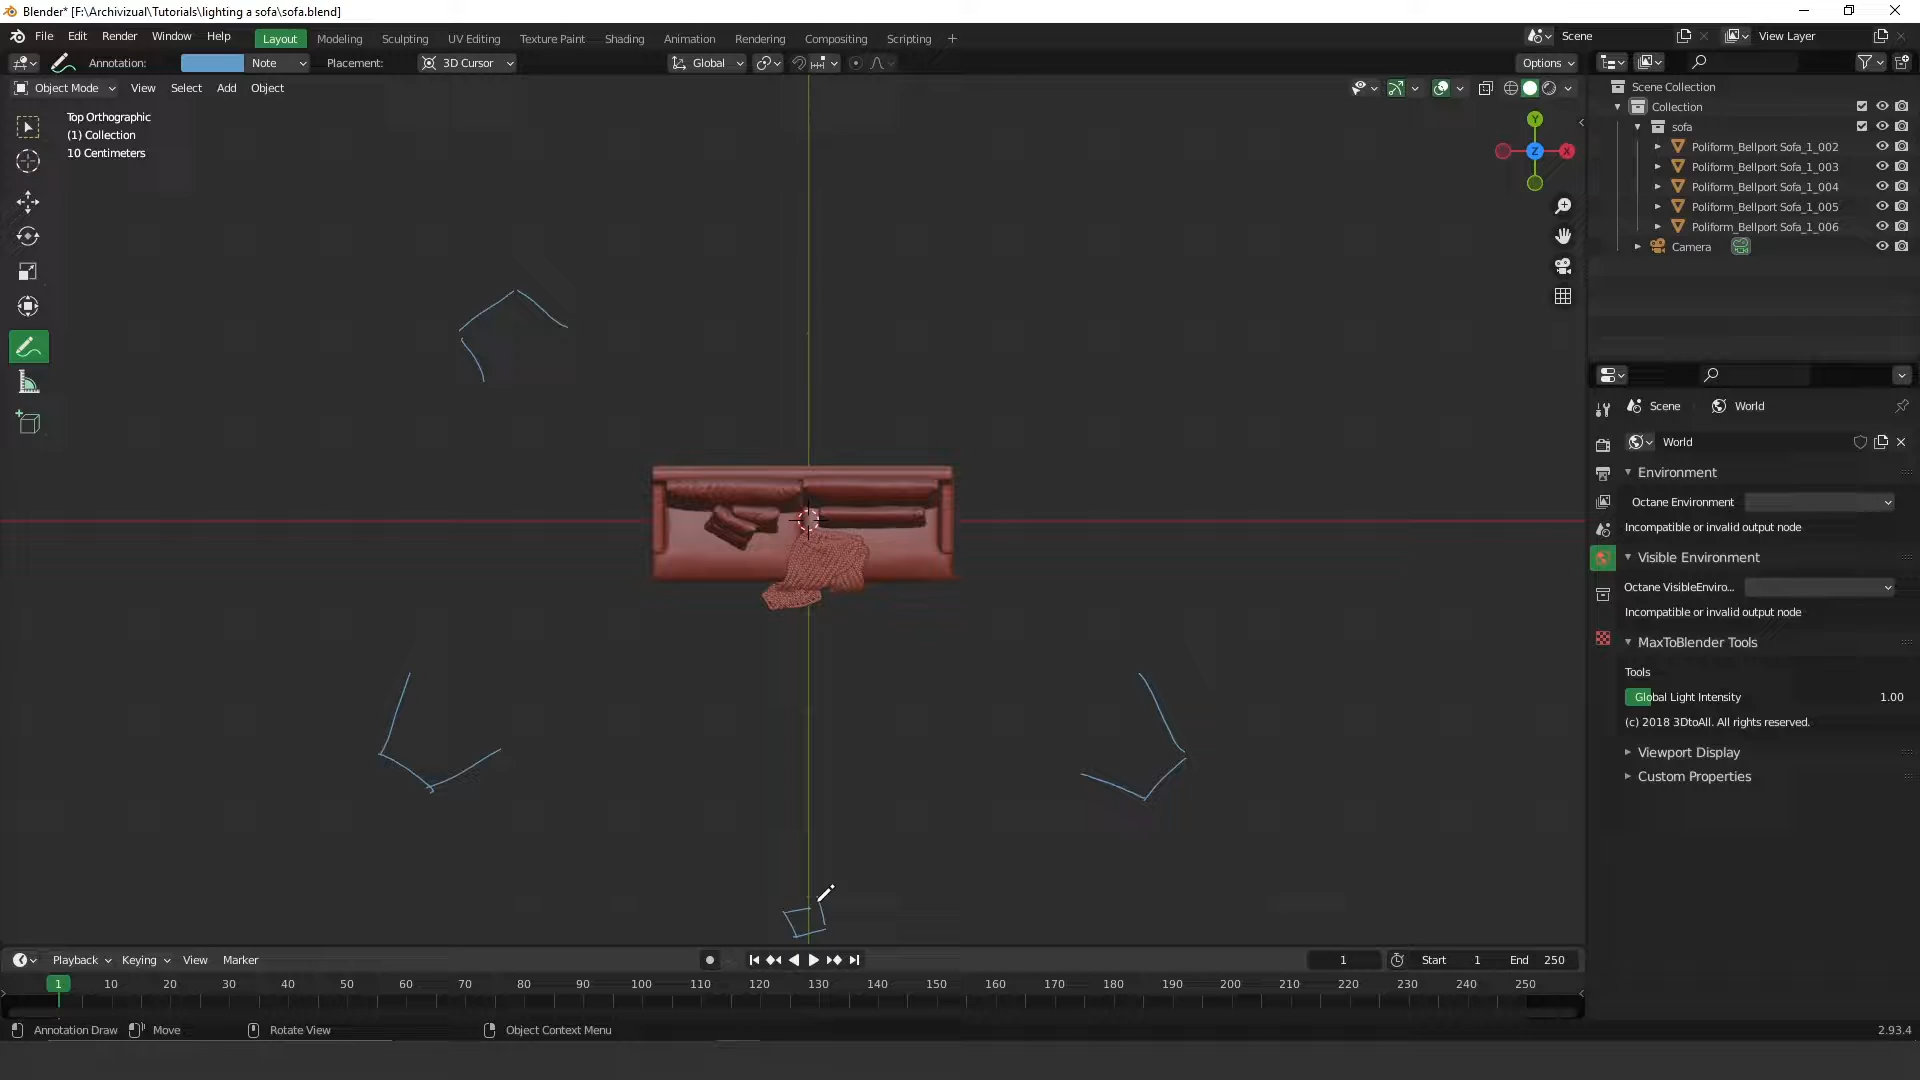 Blender* [F:\Archivizual\Tutorials\lighting a sofa\sofa.blend]
File Edit Render Window Help Layout Modeling Sculpting UV Editing Texture Paint Shading Animation Rendering Compositing Scripting + Scene View Layer
Annotation: Note Placement: 3D Cursor Global Options
Object Mode View Select Add Object
Top Orthographic
(1) Collection
10 Centimeters
Y
Z X
Scene Collection
Collection
sofa
Poliform_Bellport Sofa_1_002
Poliform_Bellport Sofa_1_003
Poliform_Bellport Sofa_1_004
Poliform_Bellport Sofa_1_005
Poliform_Bellport Sofa_1_006
Camera
Scene World
World
Environment
Octane Environment
Incompatible or invalid output node
Visible Environment
Octane VisibleEnviro...
Incompatible or invalid output node
MaxToBlender Tools
Tools
Global Light Intensity 1.00
(c) 2018 3DtoAll. All rights reserved.
Viewport Display
Custom Properties
Playback Keying View Marker 1 Start 1 End 250
1 10 20 30 40 50 60 70 80 90 100 110 120 130 140 150 160 170 180 190 200 210 220 230 240 250
Annotation Draw Move Rotate View Object Context Menu 2.93.4